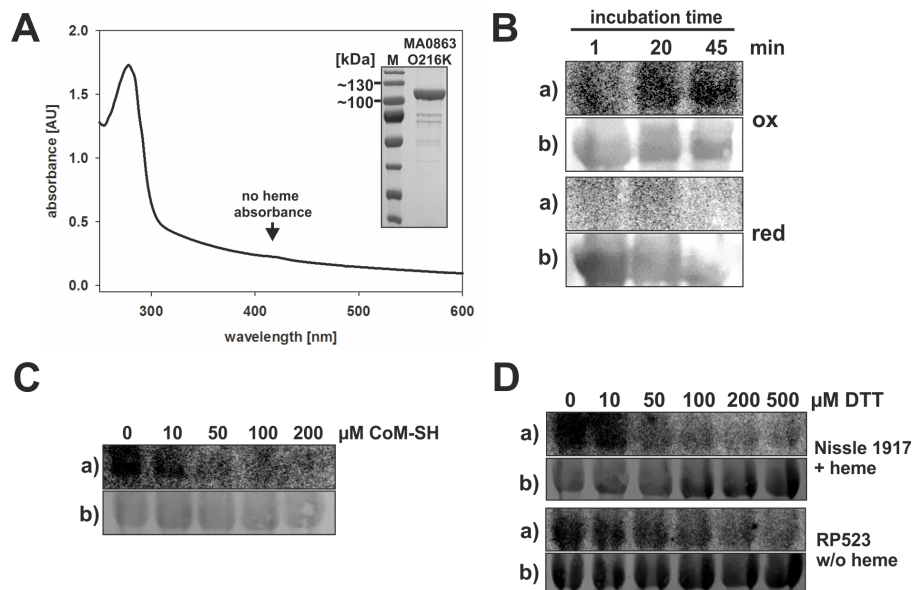 A
2.0
1.5
1.0
0.5
0.0
absorbance [AU]
300
400
500
600
wavelength [nm]
no heme
absorbance
[kDa]
M
MA0863
O216K
~130
~100
B
incubation time
1 20 45 min
a)
b)
ox
a)
b)
red
C
0 10 50 100 200 µM CoM-SH
a)
b)
D
0 10 50 100 200 500 µM DTT
a)
b)
Nissle 1917
+ heme
a)
b)
RP523
w/o heme